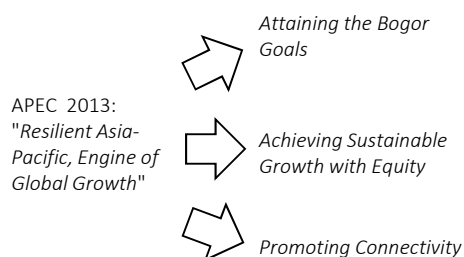 Attaining the Bogor
Goals
APEC 2013:
"Resilient Asia-
Pacific, Engine of
Global Growth"
Achieving Sustainable
Growth with Equity
Promoting Connectivity